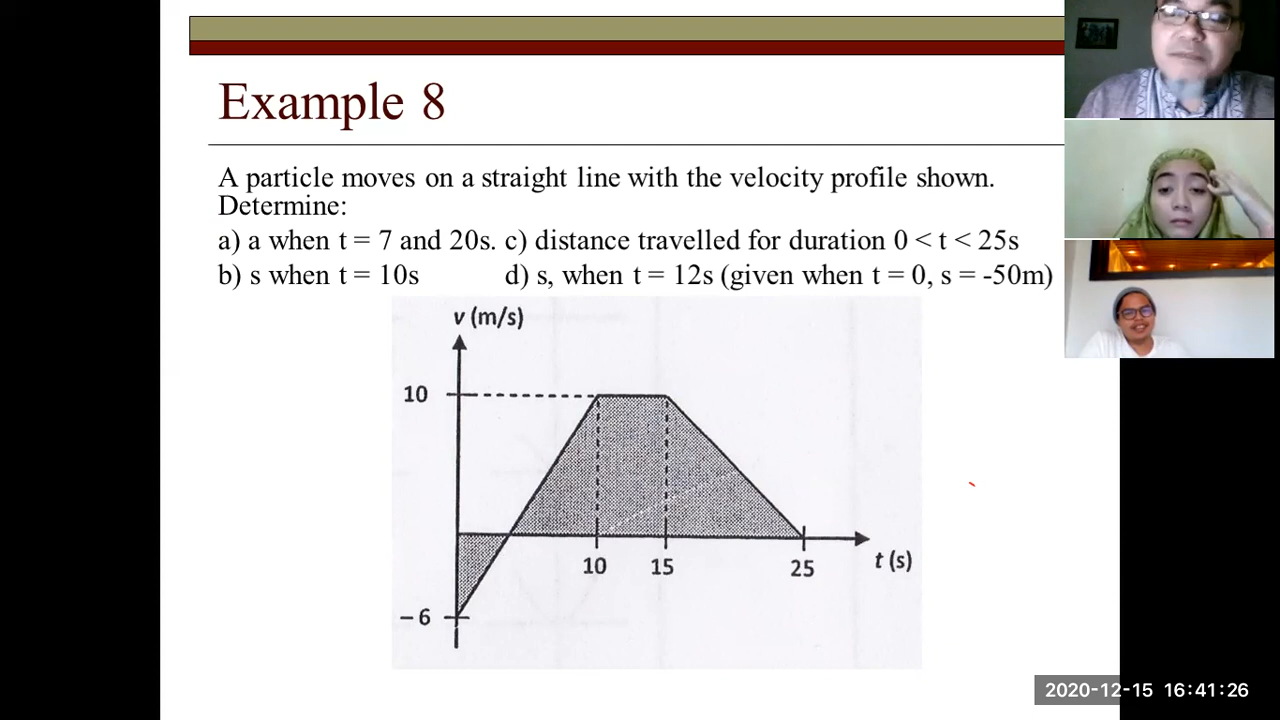 Example 8
A particle moves on a straight line with the velocity profile shown.
Determine:
a) a when t = 7 and 20s. c) distance travelled for duration 0 < t < 25s
b) s when t = 10s d) s, when t = 12s (given when t = 0, s = -50m)
v (m/s)
10
10
15
25
t (s)
– 6
2020-12-15 16:41:26